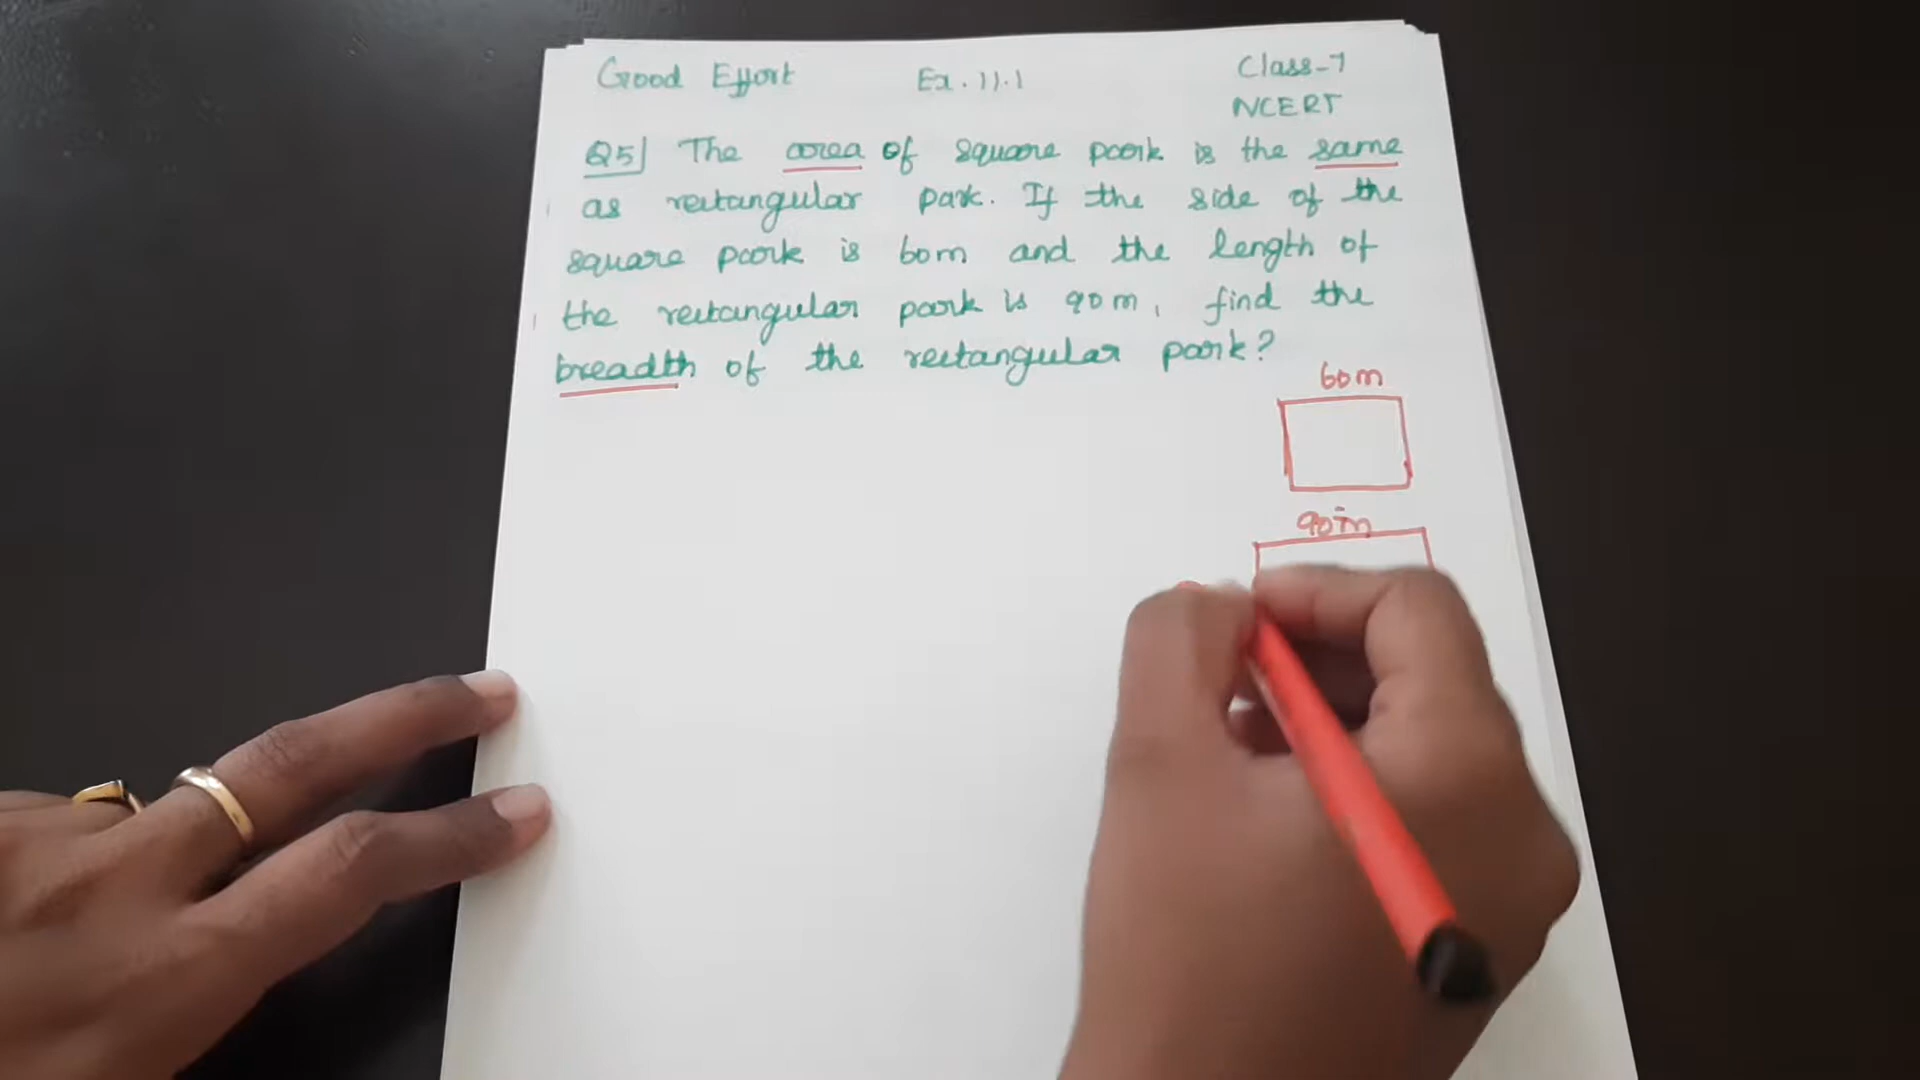 Good Effort Ex. 11.1 Class-7
NCERT
Q5] The area of square park is the same
as rectangular park. If the side of the
square park is 60m and the length of
the rectangular park is 90m, find the
breadth of the rectangular park?
60m
90m